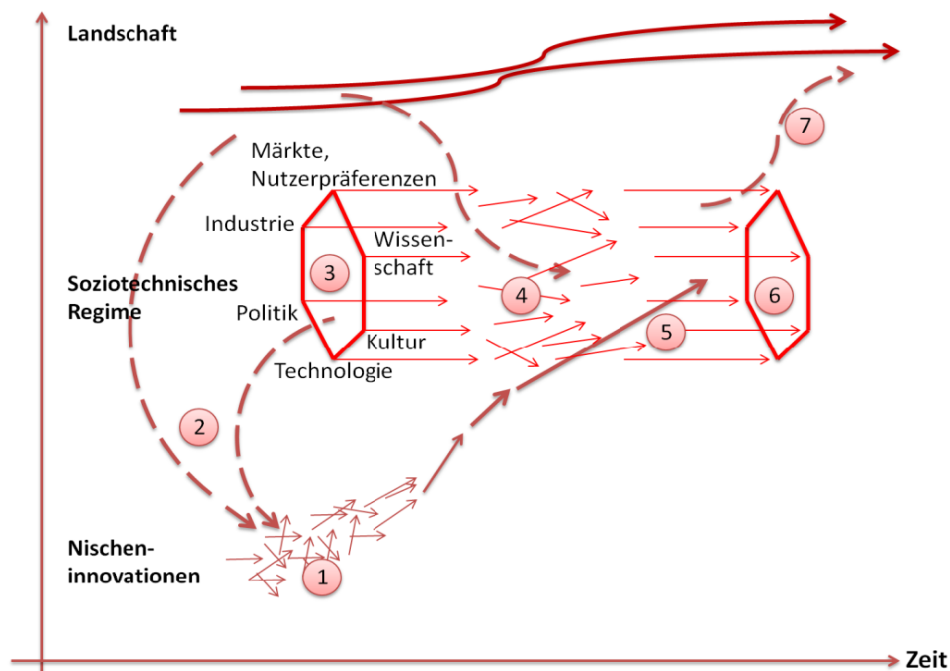 Landschaft
7
Märkte,
Nutzerpräferenzen
Industrie
Wissen-
schaft
3
Soziotechnisches
Regime
4
6
Politik
5
Kultur
Technologie
2
Nischen-
innovationen
1
Zeit